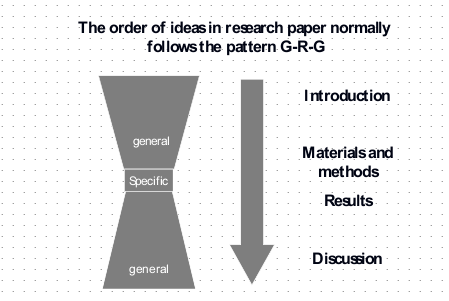 The order of ideas in research paper normally
follows the pattern G-R-G
Introduction
general
Materials and
methods
Specific
Results
Discussion
general